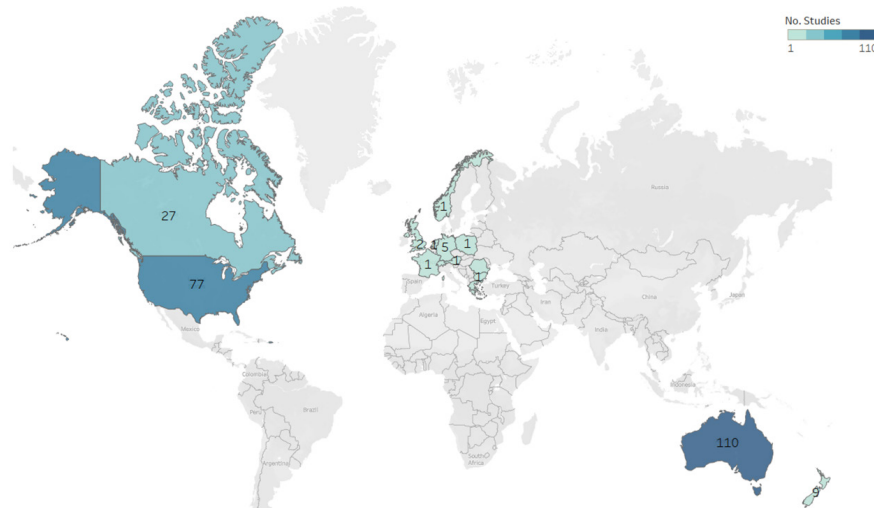 No. Studies
1 110
Russia
27
1
2 1 5 1
1 1
1
77
Spain
Turkey
China
Japan
Iran
Algeria
Egypt
India
Mexico
Colombia
Indonesia
Peru
Brazil
110
South
Africa
Argentina
9